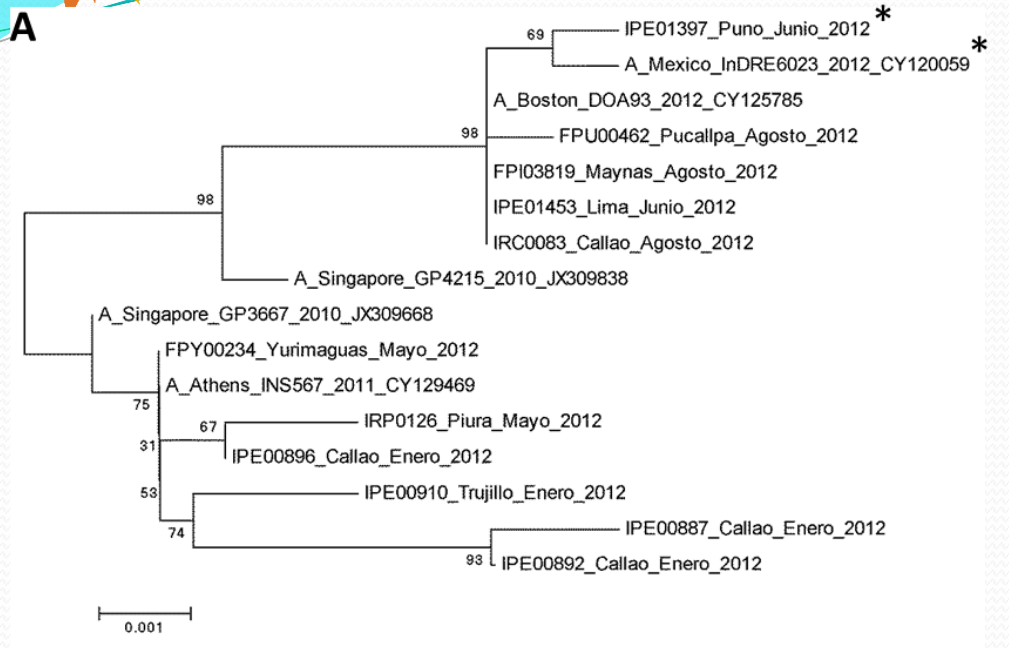 A
IPE01397_Puno_Junio_2012 *
69
A_Mexico_InDRE6023_2012_CY120059 *
A_Boston_DOA93_2012_CY125785
98
FPU00462_Pucallpa_Agosto_2012
FPI03819_Maynas_Agosto_2012
98
IPE01453_Lima_Junio_2012
IRC0083_Callao_Agosto_2012
A_Singapore_GP4215_2010_JX309838
A_Singapore_GP3667_2010_JX309668
FPY00234_Yurimaguas_Mayo_2012
A_Athens_INS567_2011_CY129469
75
IRP0126_Piura_Mayo_2012
67
31
IPE00896_Callao_Enero_2012
53
IPE00910_Trujillo_Enero_2012
74
IPE00887_Callao_Enero_2012
93
IPE00892_Callao_Enero_2012
0.001